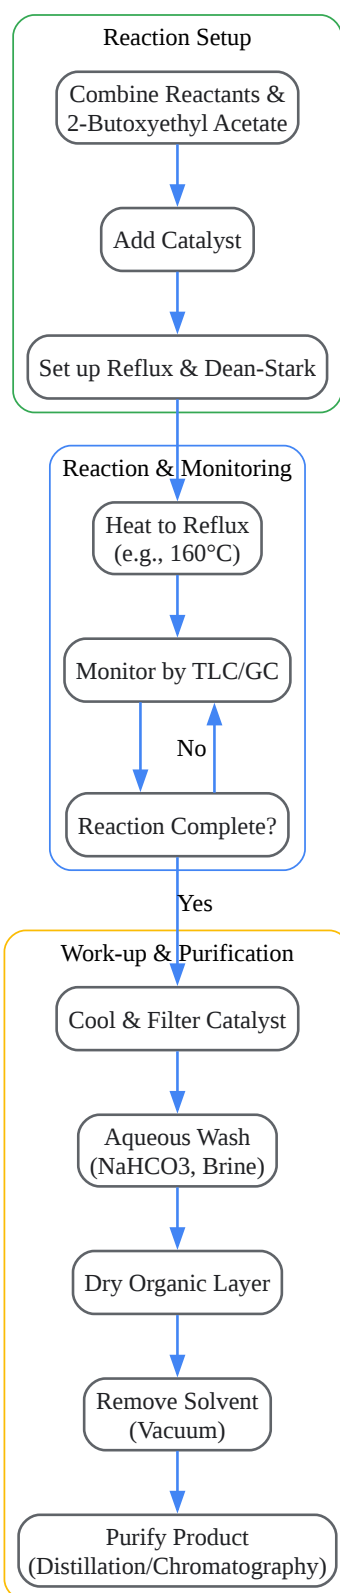 Reaction Setup
Combine Reactants &
2-Butoxyethyl Acetate
Add Catalyst
Set up Reflux & Dean-Stark
Reaction & Monitoring
Heat to Reflux
(e.g., 160°C)
Monitor by TLC/GC
No
Reaction Complete?
Yes
Work-up & Purification
Cool & Filter Catalyst
Aqueous Wash
(NaHCO3, Brine)
Dry Organic Layer
Remove Solvent
(Vacuum)
Purify Product
(Distillation/Chromatography)